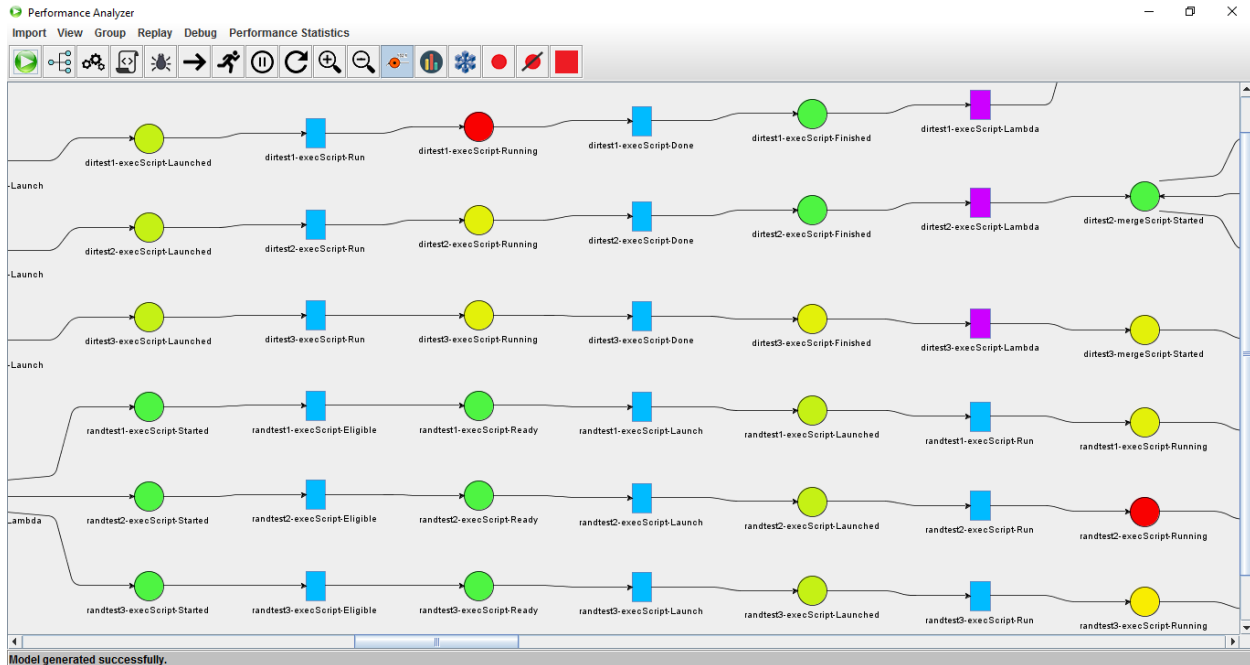 Performance Analyzer
Import View Group Replay Debug Performance Statistics
dirtest1-execScript-Launched
dirtest1-execScript-Run
dirtest1-execScript-Running
dirtest1-execScript-Done
dirtest1-execScript-Finished
dirtest1-execScript-Lambda
-Launch
dirtest2-execScript-Launched
dirtest2-execScript-Run
dirtest2-execScript-Running
dirtest2-execScript-Done
dirtest2-execScript-Finished
dirtest2-execScript-Lambda
dirtest2-mergeScript-Started
-Launch
dirtest3-execScript-Launched
dirtest3-execScript-Run
dirtest3-execScript-Running
dirtest3-execScript-Done
dirtest3-execScript-Finished
dirtest3-execScript-Lambda
dirtest3-mergeScript-Started
-Launch
randtest1-execScript-Started
randtest1-execScript-Eligible
randtest1-execScript-Ready
randtest1-execScript-Launch
randtest1-execScript-Launched
randtest1-execScript-Run
randtest1-execScript-Running
Lambda
randtest2-execScript-Started
randtest2-execScript-Eligible
randtest2-execScript-Ready
randtest2-execScript-Launch
randtest2-execScript-Launched
randtest2-execScript-Run
randtest2-execScript-Running
randtest3-execScript-Started
randtest3-execScript-Eligible
randtest3-execScript-Ready
randtest3-execScript-Launch
randtest3-execScript-Launched
randtest3-execScript-Run
randtest3-execScript-Running
Model generated successfully.